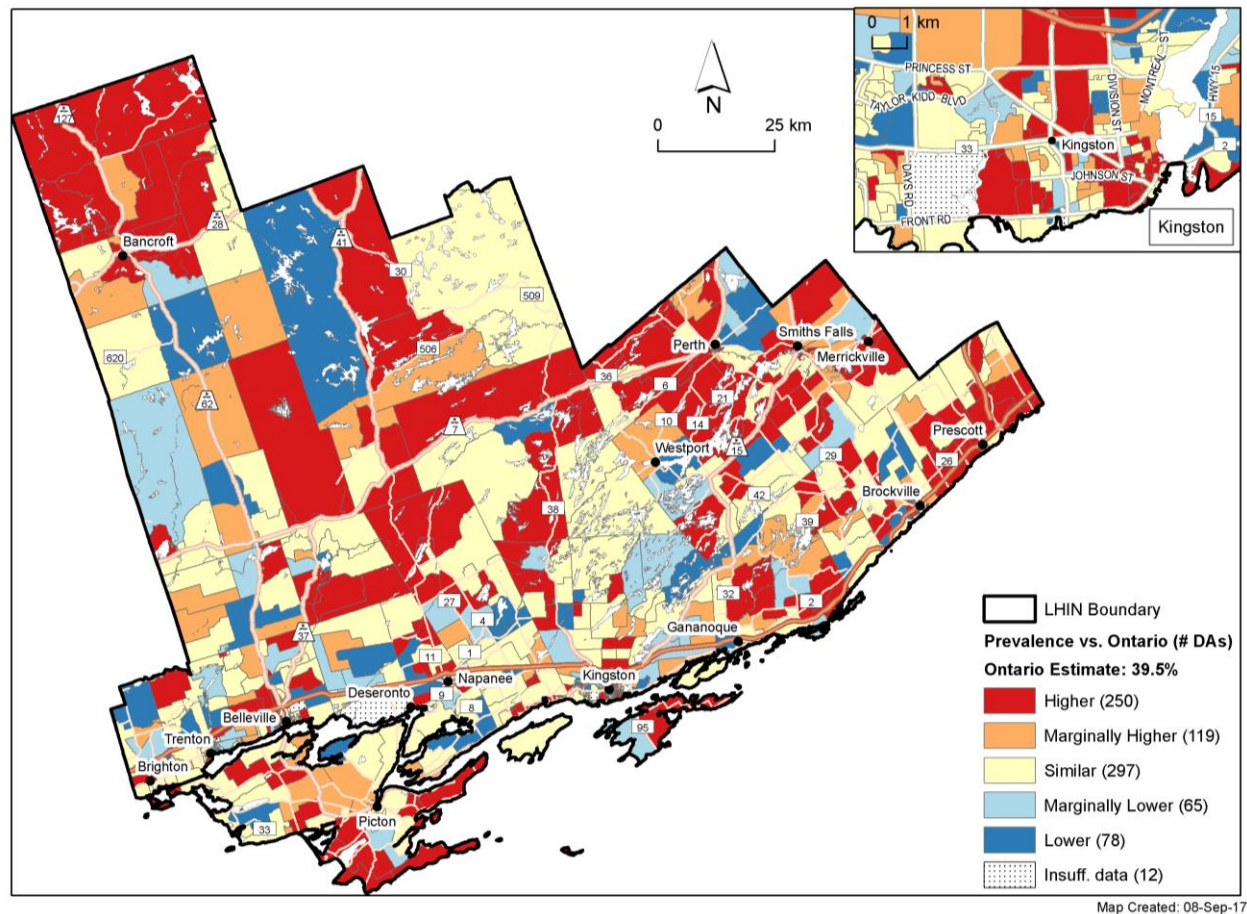 0 1 km
PRINCESS ST
TAYLOR KIDD BLVD
DIVISION ST
MONTREAL ST
HWY 15
15
2
33
Kingston
JOHNSON ST
DAYS RD
FRONT RD
Kingston
N
0 25 km
127
28
Bancroft
41
30
509
620
506
62
7
36
Perth
Smiths Falls
Merrickville
6
21
10
14
Westport
15
29
Prescott
26
Brockville
38
42
39
27
4
32
2
37
11
1
Gananoque
Napanee
Kingston
Deseronto
9
8
Belleville
95
Trenton
Brighton
Picton
33
LHIN Boundary
Prevalence vs. Ontario (# DAs)
Ontario Estimate: 39.5%
Higher (250)
Marginally Higher (119)
Similar (297)
Marginally Lower (65)
Lower (78)
Insuff. data (12)
Map Created: 08-Sep-17